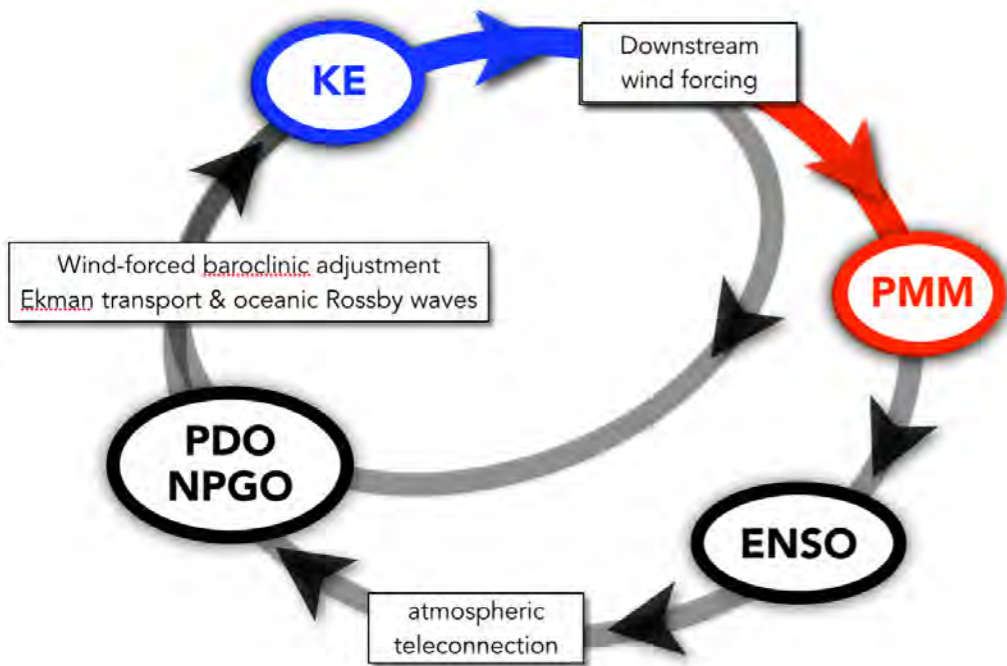 KE
Downstream
wind forcing
Wind-forced baroclinic adjustment
Ekman transport & oceanic Rossby waves
PMM
PDO
NPGO
ENSO
atmospheric
teleconnection